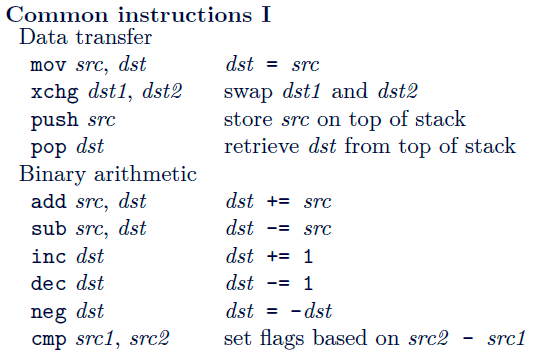 Common instructions I
Data transfer
mov src, dst dst = src
xchg dst1, dst2 swap dst1 and dst2
push src store src on top of stack
pop dst retrieve dst from top of stack
Binary arithmetic
add src, dst dst += src
sub src, dst dst -= src
inc dst dst += 1
dec dst dst -= 1
neg dst dst = -dst
cmp src1, src2 set flags based on src2 - src1